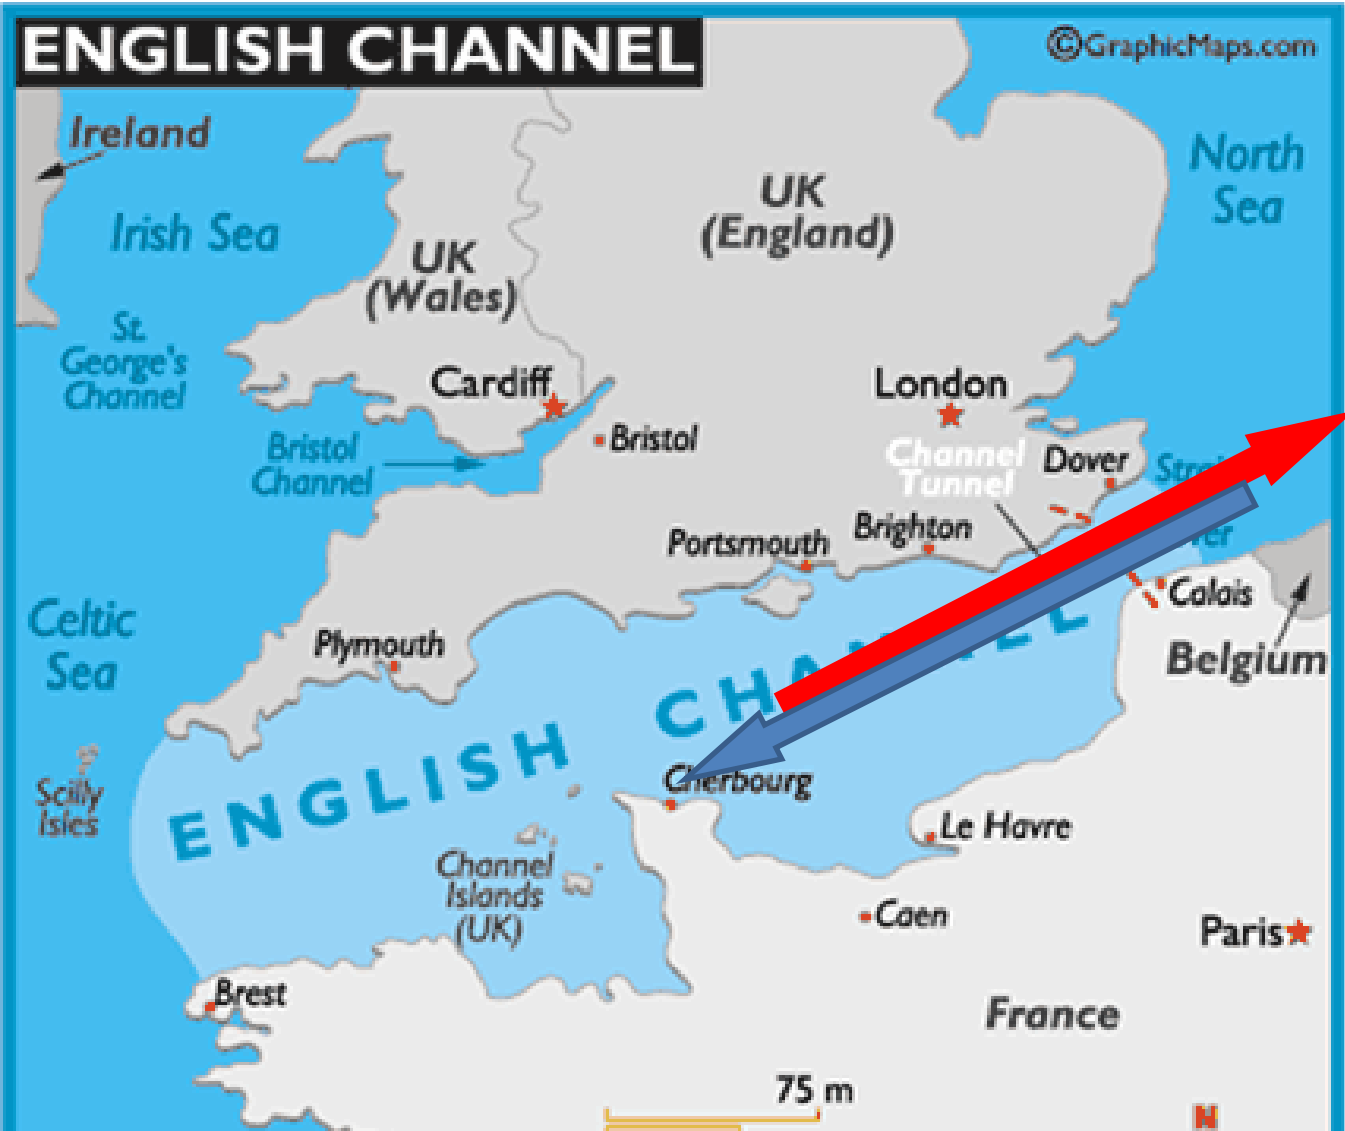 ENGLISH CHANNEL
©GraphicMaps.com
Ireland
North
Sea
Irish Sea
UK
(England)
UK
(Wales)
St.
George's
Channel
Cardiff
London
Bristol
Bristol
Channel
Channel
Tunnel
Dover
Portsmouth
Brighton
Calais
Celtic
Sea
Plymouth
Belgium
ENGLISH
Cherbourg
Scilly
Isles
Le Havre
Channel
Islands
(UK)
Caen
Paris
Brest
France
75 m
N